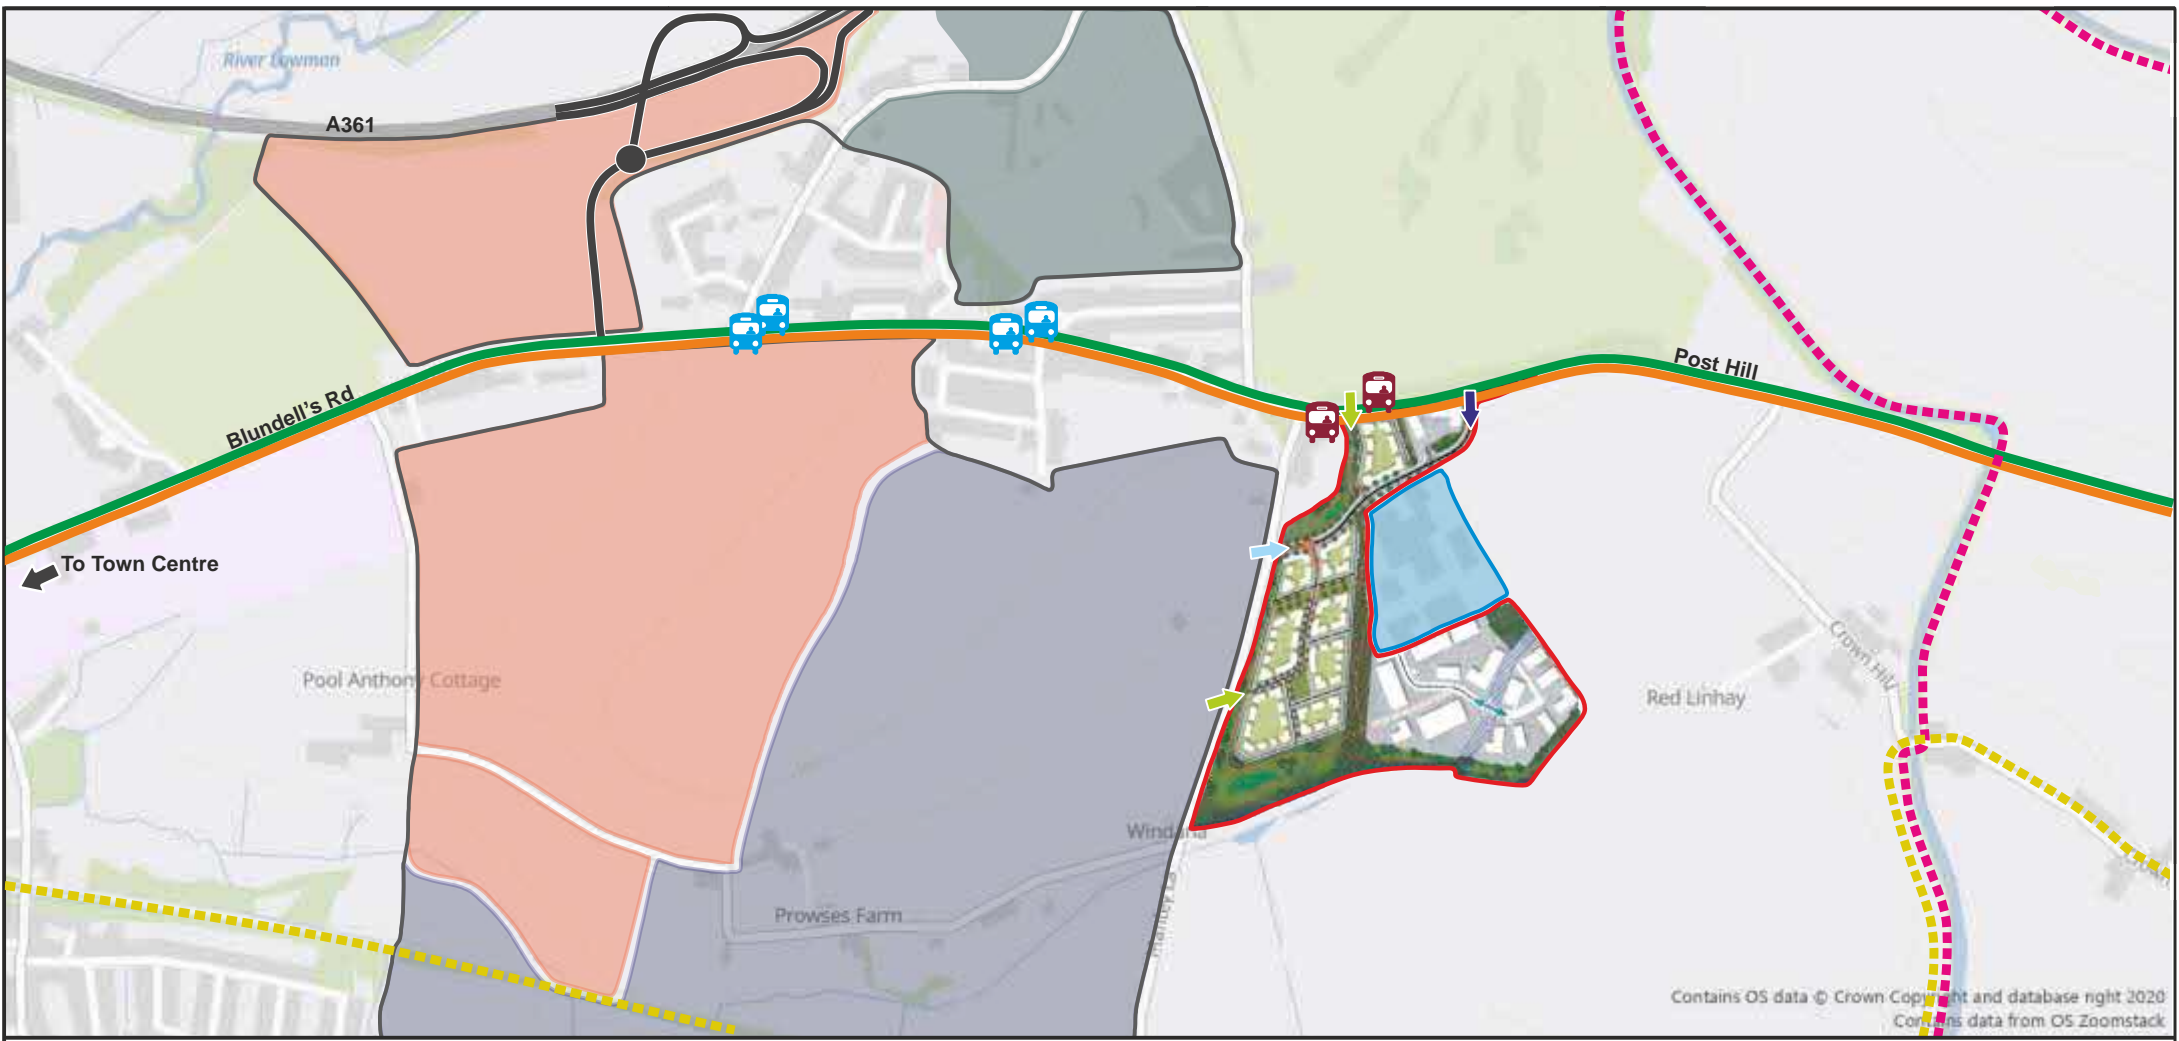 River Lowman
A361
Post Hill
Blundell's Rd
To Town Centre
Crown Hill
Pool Anthony Cottage
Red Linhay
Prowses Farm
Contains OS data © Crown Copyright and database right 2020
Contains data from OS Zoomstack